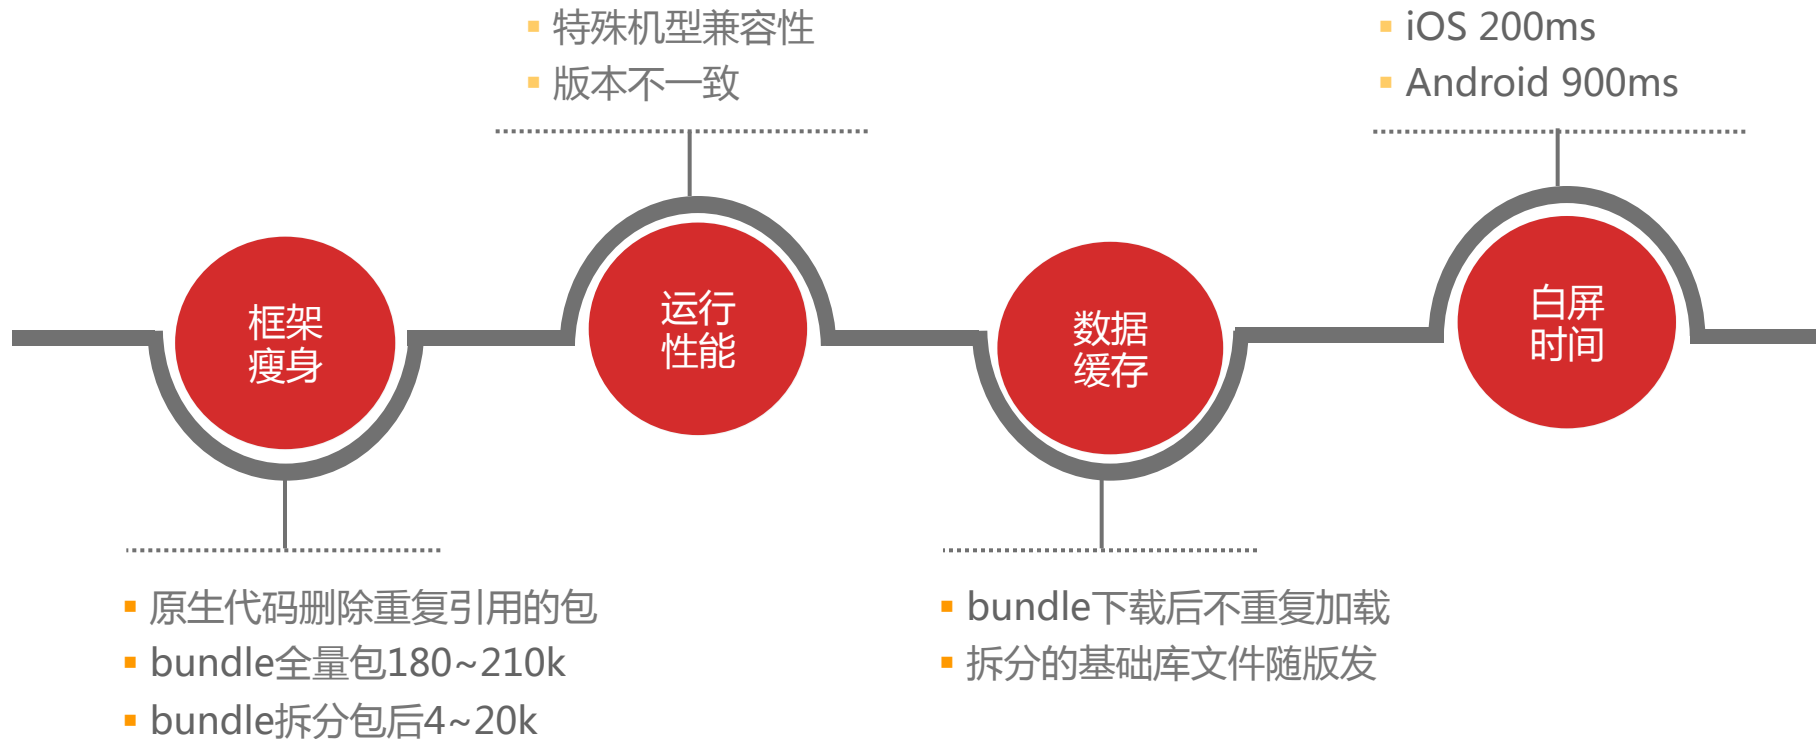 特殊机型兼容性
版本不一致
iOS 200ms
Android 900ms
框架
瘦身
运行
性能
数据
缓存
白屏
时间
原生代码删除重复引用的包
bundle全量包180~210k
bundle拆分包后4~20k
bundle下载后不重复加载
拆分的基础库文件随版发